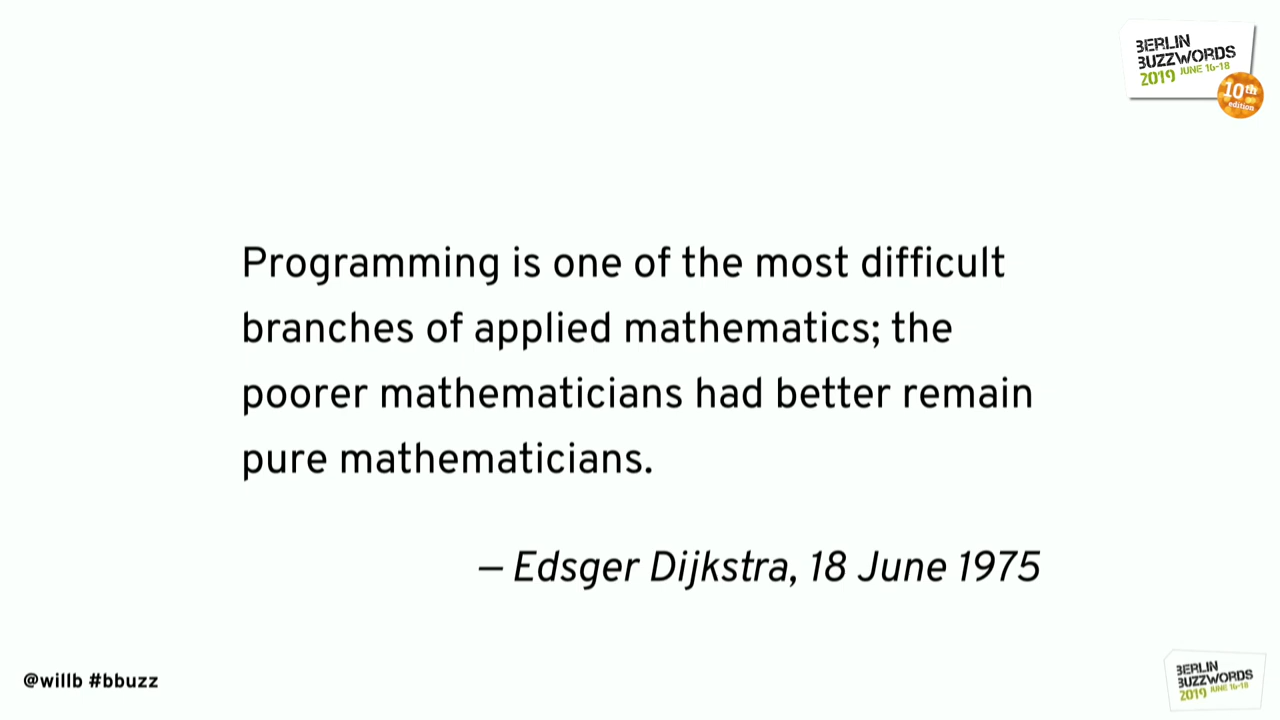 BERLIN
BUZZWORDS
2019 JUNE 16-18
10th
edition
Programming is one of the most difficult
branches of applied mathematics; the
poorer mathematicians had better remain
pure mathematicians.
— Edsger Dijkstra, 18 June 1975
@willb #bbuzz
BERLIN
BUZZWORDS
2019 JUNE 16-18